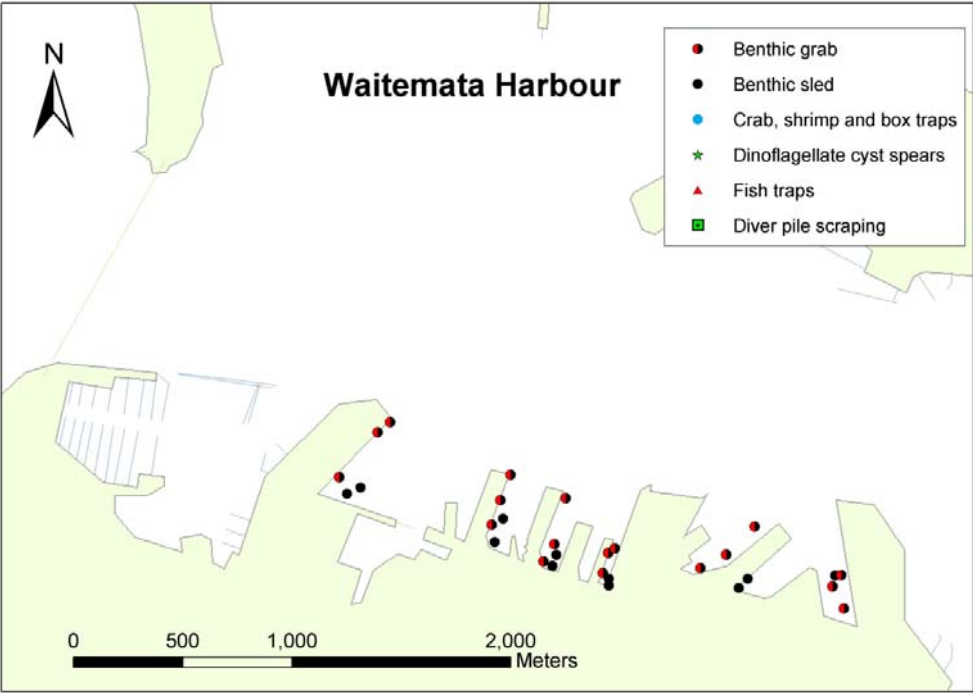 N
Waitemata Harbour
Benthic grab
Benthic sled
Crab, shrimp and box traps
Dinoflagellate cyst spears
Fish traps
Diver pile scraping
0 500 1,000 2,000
Meters